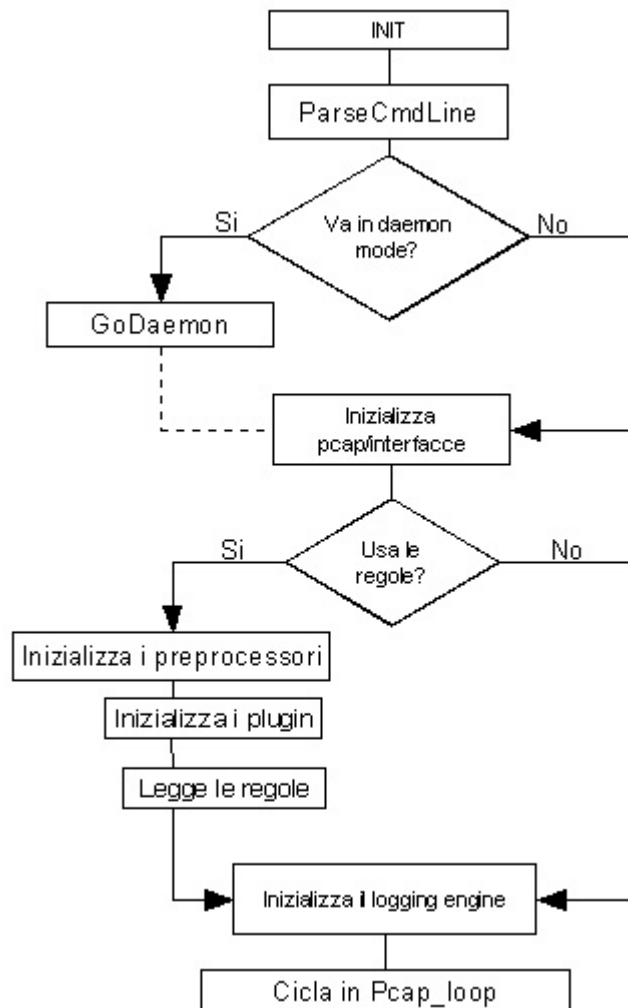 INIT
ParseCmdLine
Va in daemon
mode?
Si
No
GoDaemon
Inizializza
pcap/interfacce
Usa le
regole?
Si
No
Inizializza i preprocessori
Inizializza i plugin
Legge le regole
Inizializza il logging engine
Cicla in Pcap_loop